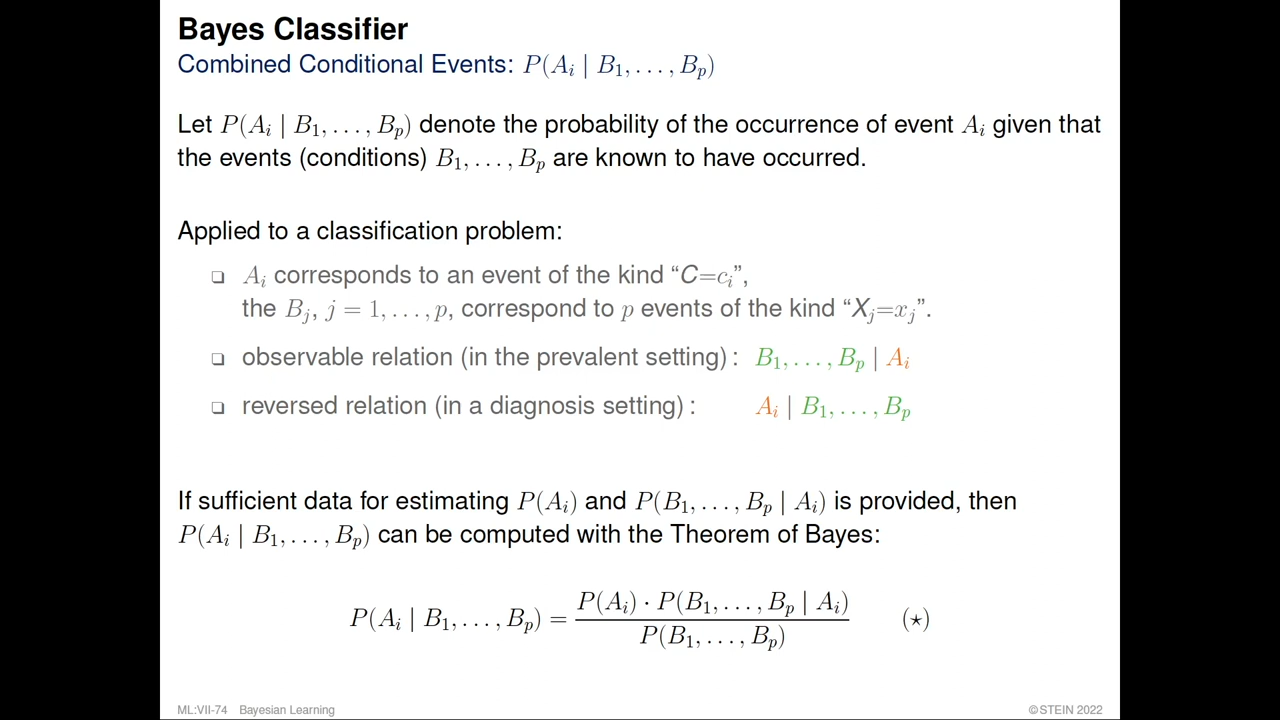 Bayes Classifier
Combined Conditional Events: P(A_i | B_1, . . . , B_p)
Let P(A_i | B_1, . . . , B_p) denote the probability of the occurrence of event A_i given that
the events (conditions) B_1, . . . , B_p are known to have occurred.
Applied to a classification problem:
❑ A_i corresponds to an event of the kind “C=c_i”,
the B_j, j = 1, . . . , p, correspond to p events of the kind “X_j=x_j”.
❑ observable relation (in the prevalent setting) : B_1, . . . , B_p | A_i
❑ reversed relation (in a diagnosis setting) : A_i | B_1, . . . , B_p
If sufficient data for estimating P(A_i) and P(B_1, . . . , B_p | A_i) is provided, then
P(A_i | B_1, . . . , B_p) can be computed with the Theorem of Bayes:
P(A_i | B_1, . . . , B_p) = \frac{P(A_i) · P(B_1, . . . , B_p | A_i)}{P(B_1, . . . , B_p)} (⋆)
ML:VII-74 Bayesian Learning ©STEIN 2022